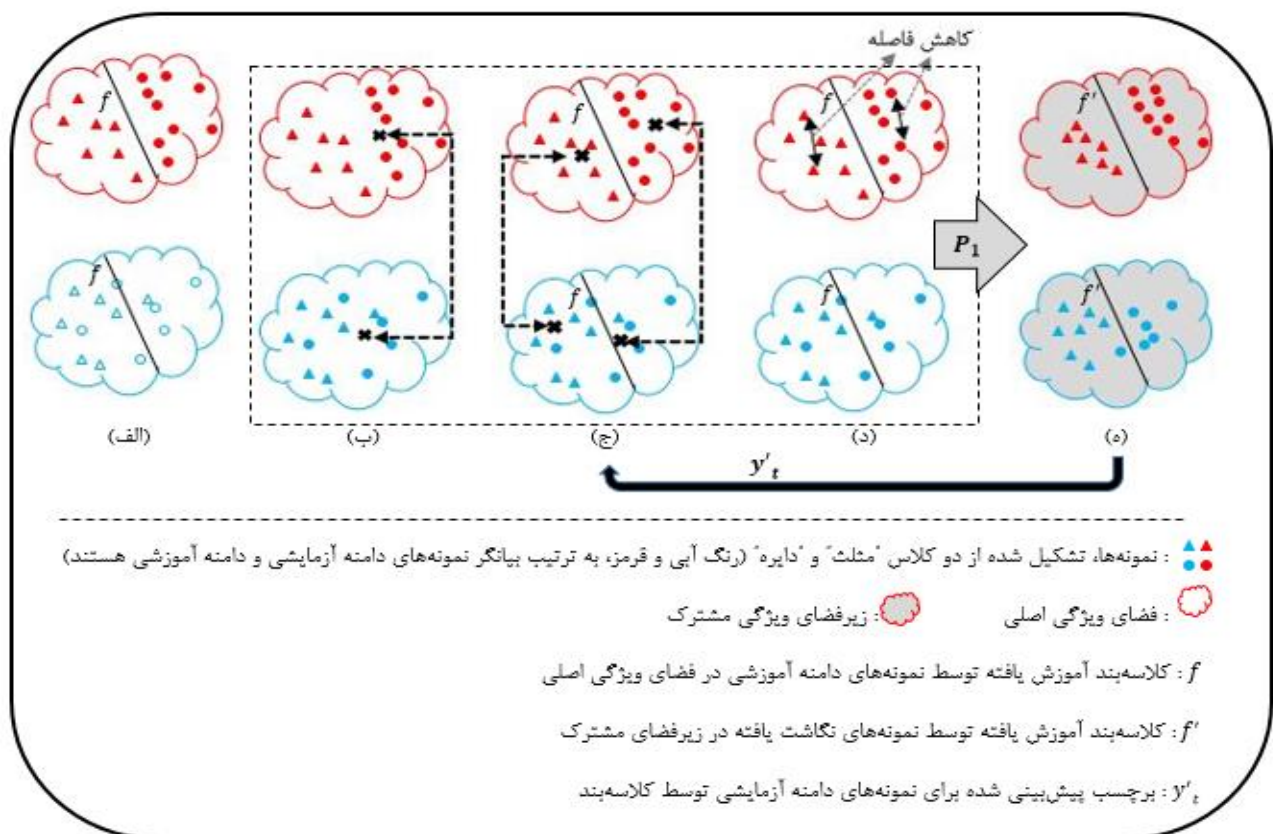 کاهش فاصله
f
f
f
f'
f
f
f
f'
P₁
(الف)
(ب)
(ج)
(د)
(ه)
y'ₜ
: نمونه‌ها، تشکیل شده از دو کلاس "مثلث" و "دایره" (رنگ آبی و قرمز، به ترتیب بیانگر نمونه‌های دامنه آزمایشی و دامنه آموزشی هستند)
: فضای ویژگی اصلی : زیرفضای ویژگی مشترک
f : کلاسه‌بند آموزش یافته توسط نمونه‌های دامنه آموزشی در فضای ویژگی اصلی
f' : کلاسه‌بند آموزش یافته توسط نمونه‌های نگاشت یافته در زیرفضای مشترک
y'ₜ : برچسب پیش‌بینی شده برای نمونه‌های دامنه آزمایشی توسط کلاسه‌بند